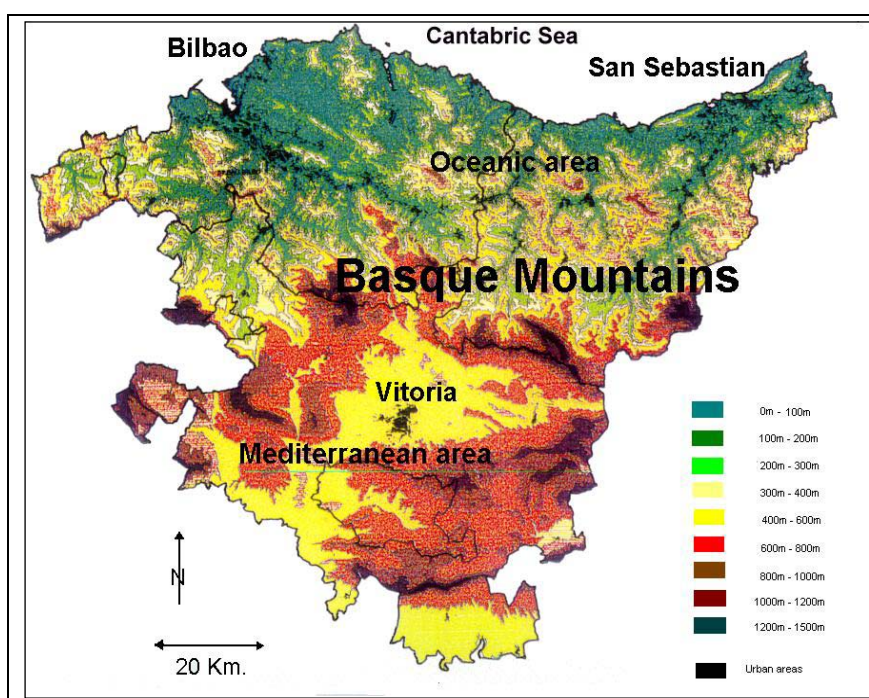 Cantabric Sea
Bilbao
San Sebastian
Oceanic area
Basque Mountains
Vitoria
Mediterranean area
N
20 Km.
0m - 100m
100m - 200m
200m - 300m
300m - 400m
400m - 600m
600m - 800m
800m - 1000m
1000m - 1200m
1200m - 1500m
Urban areas